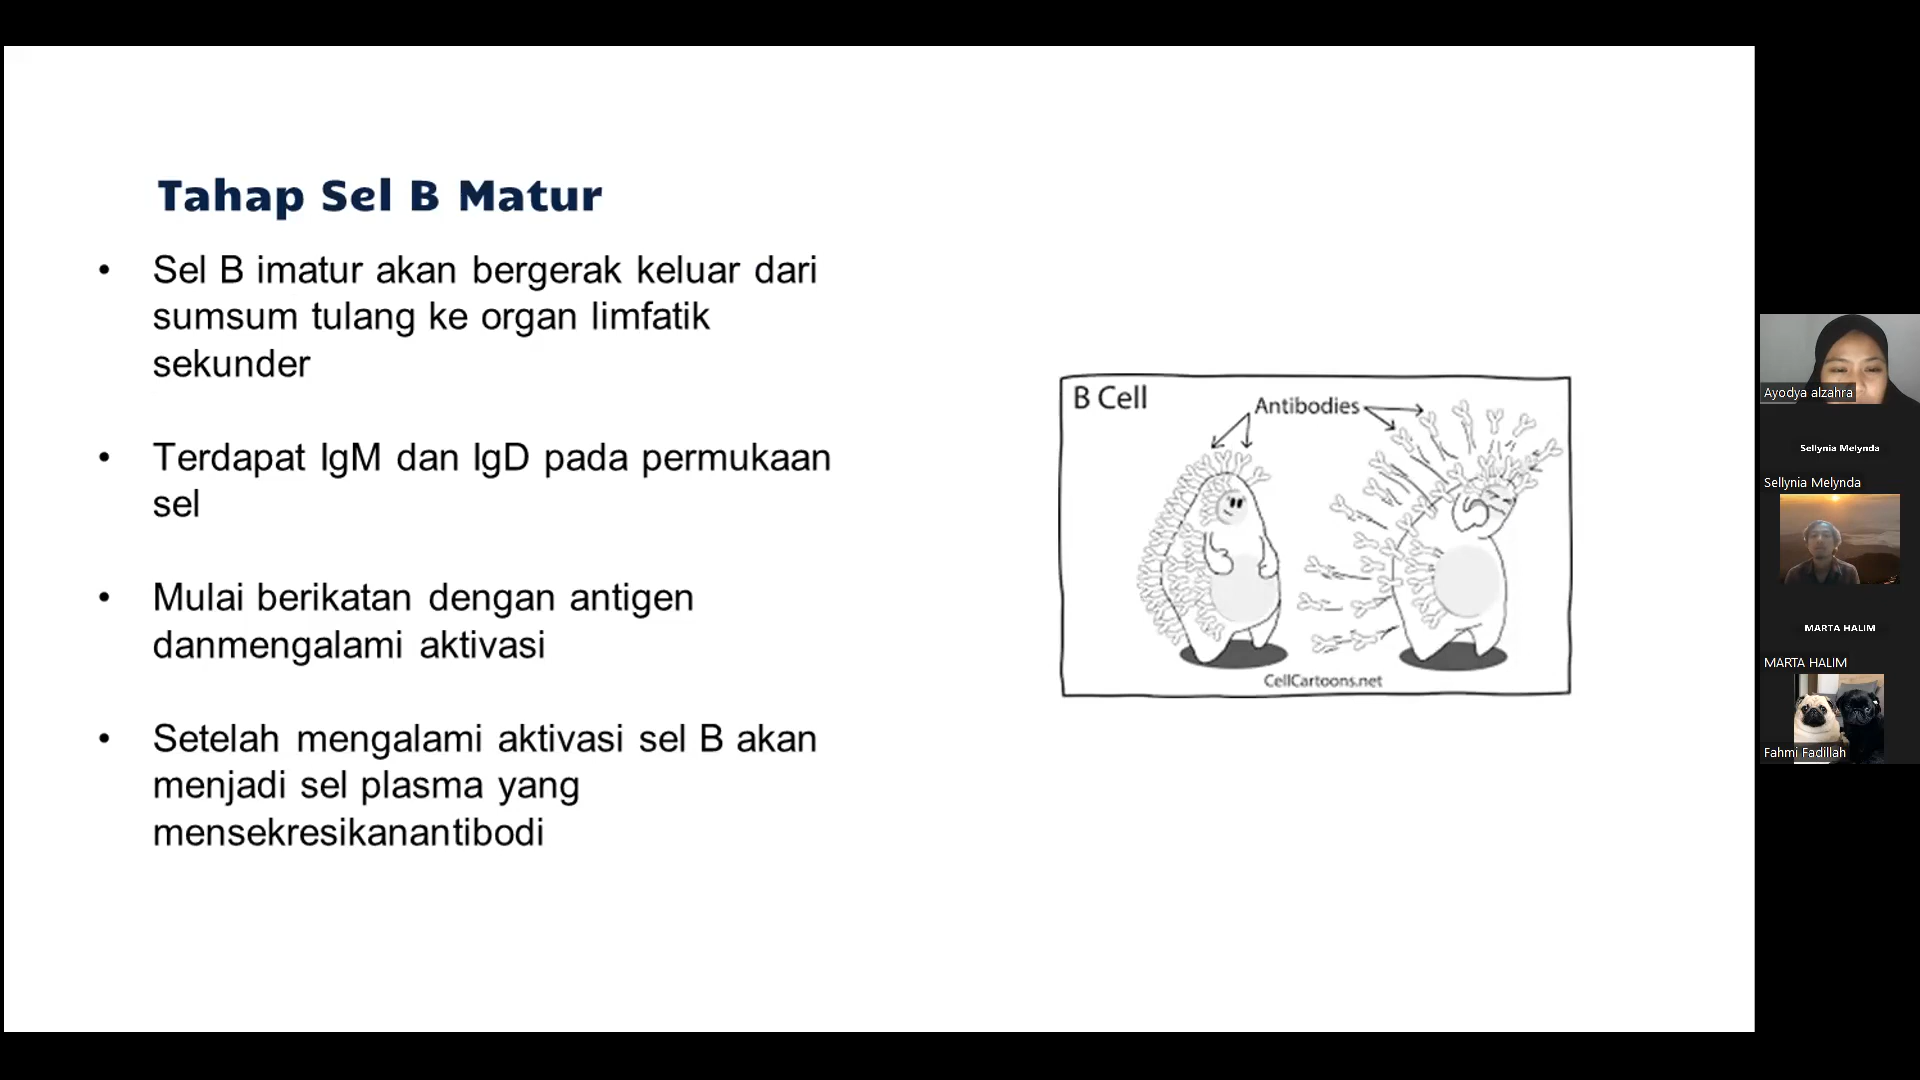 Tahap Sel B Matur
• Sel B imatur akan bergerak keluar dari
sumsum tulang ke organ limfatik
sekunder
• Terdapat IgM dan IgD pada permukaan
sel
• Mulai berikatan dengan antigen
danmengalami aktivasi
• Setelah mengalami aktivasi sel B akan
menjadi sel plasma yang
mensekresikanantibodi
B Cell
Antibodies
CellCartoons.net
Ayodya alzahra
Sellynia Melynda
Sellynia Melynda
MARTA HALIM
MARTA HALIM
Fahmi Fadillah